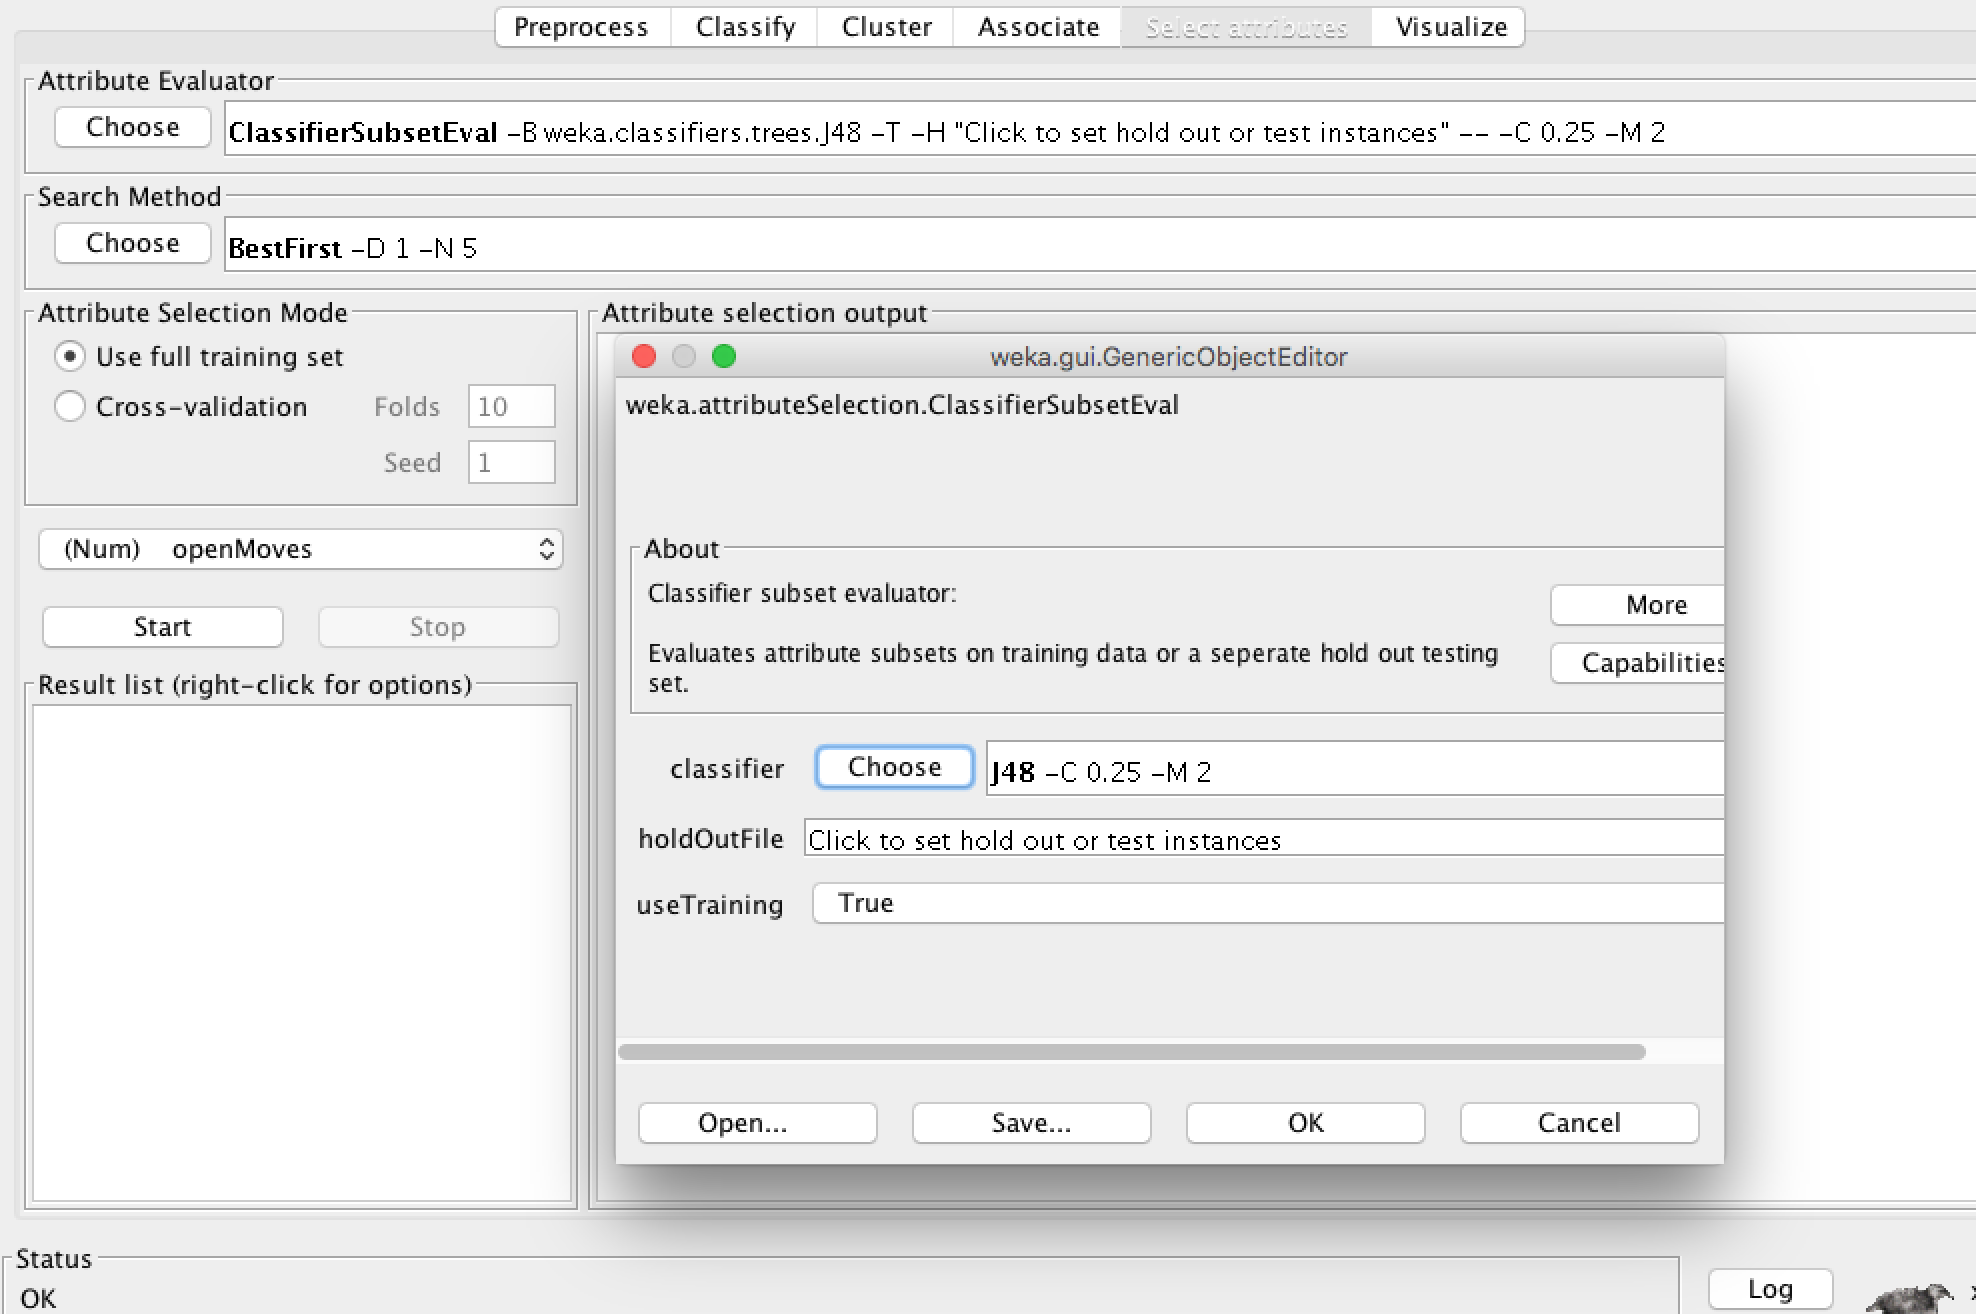 Preprocess Classify Cluster Associate Select attributes Visualize
Attribute Evaluator
Choose ClassifierSubsetEval -B weka.classifiers.trees.J48 -T -H "Click to set hold out or test instances" -- -C 0.25 -M 2
Search Method
Choose BestFirst -D 1 -N 5
Attribute Selection Mode
Use full training set
Cross-validation Folds 10
Seed 1
(Num) openMoves
Start Stop
Result list (right-click for options)
Attribute selection output
weka.gui.GenericObjectEditor
weka.attributeSelection.ClassifierSubsetEval
About
Classifier subset evaluator:
More
Evaluates attribute subsets on training data or a seperate hold out testing
set.
Capabilities
classifier Choose J48 -C 0.25 -M 2
holdOutFile Click to set hold out or test instances
useTraining True
Open... Save... OK Cancel
Status
OK
Log